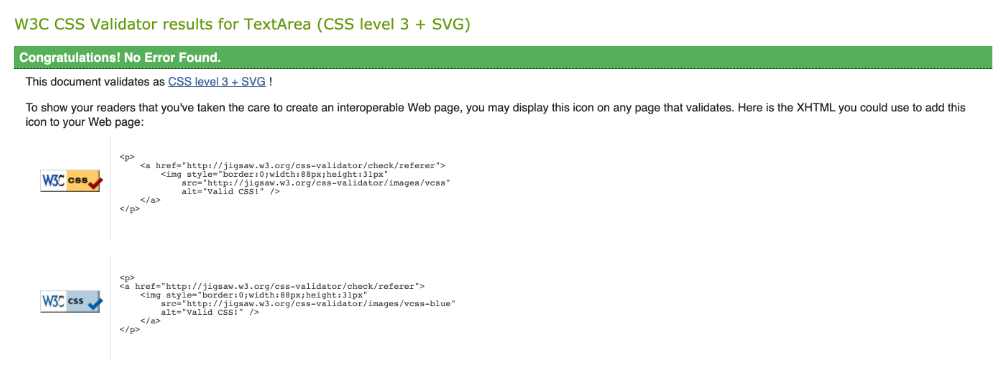 W3C CSS Validator results for TextArea (CSS level 3 + SVG)
Congratulations! No Error Found.
This document validates as CSS level 3 + SVG !
To show your readers that you've taken the care to create an interoperable Web page, you may display this icon on any page that validates. Here is the XHTML you could use to add this
icon to your Web page:
W3C css
<p>
<a href="http://jigsaw.w3.org/css-validator/check/referer">
<img style="border:0;width:88px;height:31px"
src="http://jigsaw.w3.org/css-validator/images/vcss"
alt="Valid CSS!" />
</a>
</p>
W3C css
<p>
<a href="http://jigsaw.w3.org/css-validator/check/referer">
<img style="border:0;width:88px;height:31px"
src="http://jigsaw.w3.org/css-validator/images/vcss-blue"
alt="Valid CSS!" />
</a>
</p>